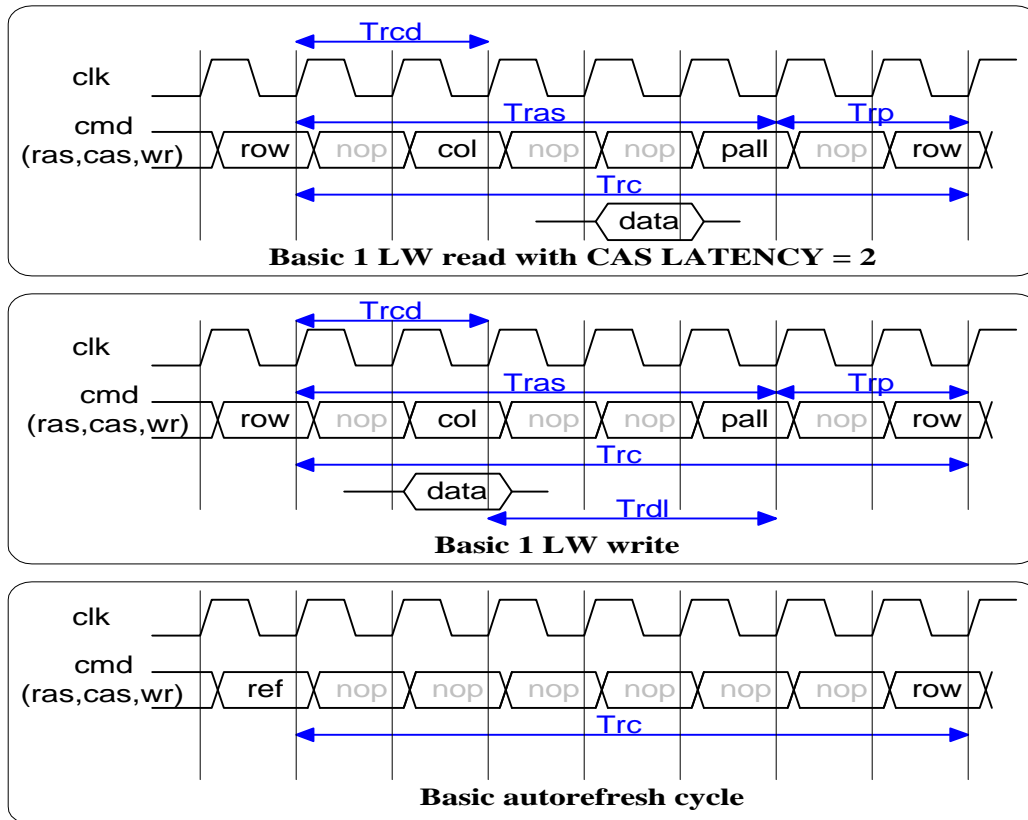 Trcd
clk
Tras Trp
cmd
(ras,cas,wr) row nop col nop nop pall nop row
Trc
data
Basic 1 LW read with CAS LATENCY = 2
Trcd
clk
Tras Trp
cmd
(ras,cas,wr) row nop col nop nop pall nop row
Trc
data
Trdl
Basic 1 LW write
clk
cmd
(ras,cas,wr) ref nop nop nop nop nop nop row
Trc
Basic autorefresh cycle